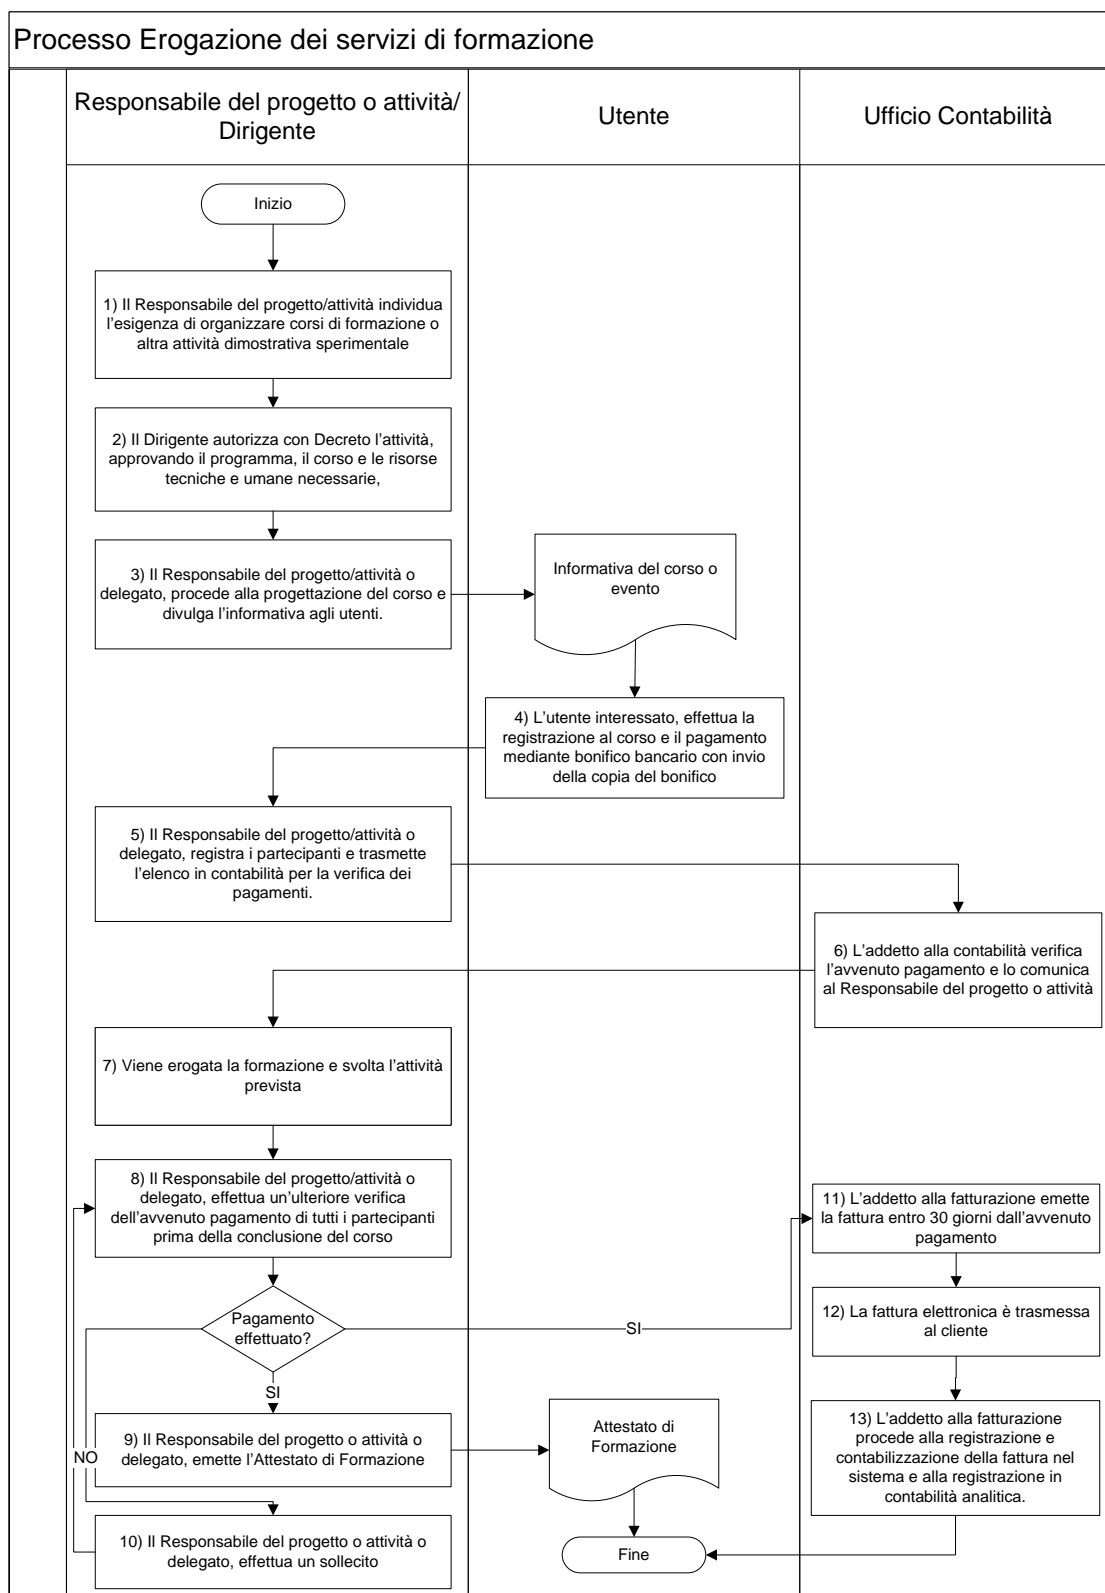 Processo Erogazione dei servizi di formazione
Responsabile del progetto o attività/
Dirigente
Utente
Ufficio Contabilità
Inizio
1) Il Responsabile del progetto/attività individua
l'esigenza di organizzare corsi di formazione o
altra attività dimostrativa sperimentale
2) Il Dirigente autorizza con Decreto l'attività,
approvando il programma, il corso e le risorse
tecniche e umane necessarie,
3) Il Responsabile del progetto/attività o
delegato, procede alla progettazione del corso e
divulga l'informativa agli utenti.
Informativa del corso o
evento
4) L'utente interessato, effettua la
registrazione al corso e il pagamento
mediante bonifico bancario con invio
della copia del bonifico
5) Il Responsabile del progetto/attività o
delegato, registra i partecipanti e trasmette
l'elenco in contabilità per la verifica dei
pagamenti.
6) L'addetto alla contabilità verifica
l'avvenuto pagamento e lo comunica
al Responsabile del progetto o attività
7) Viene erogata la formazione e svolta l'attività
prevista
8) Il Responsabile del progetto/attività o
delegato, effettua un'ulteriore verifica
dell'avvenuto pagamento di tutti i partecipanti
prima della conclusione del corso
11) L'addetto alla fatturazione emette
la fattura entro 30 giorni dall'avvenuto
pagamento
Pagamento
effettuato?
SI
12) La fattura elettronica è trasmessa
al cliente
SI
9) Il Responsabile del progetto o attività o
delegato, emette l'Attestato di Formazione
Attestato di
Formazione
13) L'addetto alla fatturazione
procede alla registrazione e
contabilizzazione della fattura nel
sistema e alla registrazione in
contabilità analitica.
NO
10) Il Responsabile del progetto o attività o
delegato, effettua un sollecito
Fine